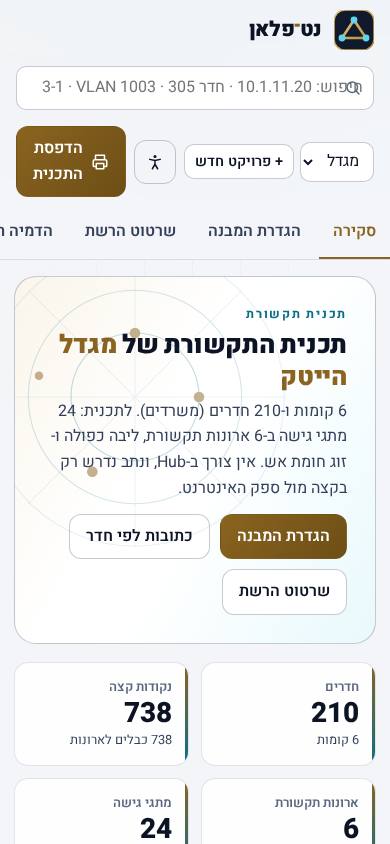 נט־פלאן
חיפוש: 10.1.11.20 · חדר 305 · VLAN 1003 · 3-1
מגדל
+ פרויקט חדש
הדפסת
התכנית
סקירה
הגדרת המבנה
שרטוט הרשת
הדמיה
תכנית תקשורת
תכנית התקשורת של מגדל
הייטק
6 קומות ו-210 חדרים (משרדים). לתכנית: 24
מתגי גישה ב-6 ארונות תקשורת, ליבה כפולה ו-
זוג חומת אש. אין צורך ב-Hub, ונתב נדרש רק
בקצה מול ספק האינטרנט.
הגדרת המבנה
כתובות לפי חדר
שרטוט הרשת
חדרים
210
6 קומות
נקודות קצה
738
738 כבלים לארונות
ארונות תקשורת
6
מתגי גישה
24